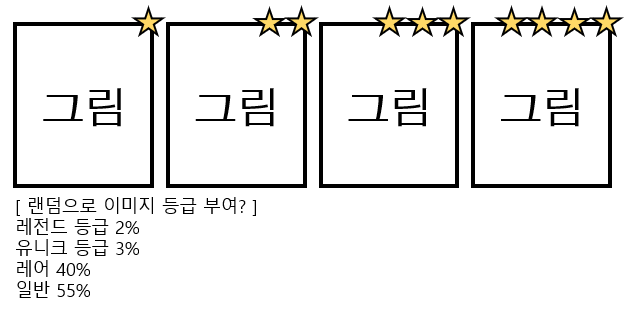 그림 그림 그림 그림
[ 랜덤으로 이미지 등급 부여? ]
레전드 등급 2%
유니크 등급 3%
레어 40%
일반 55%